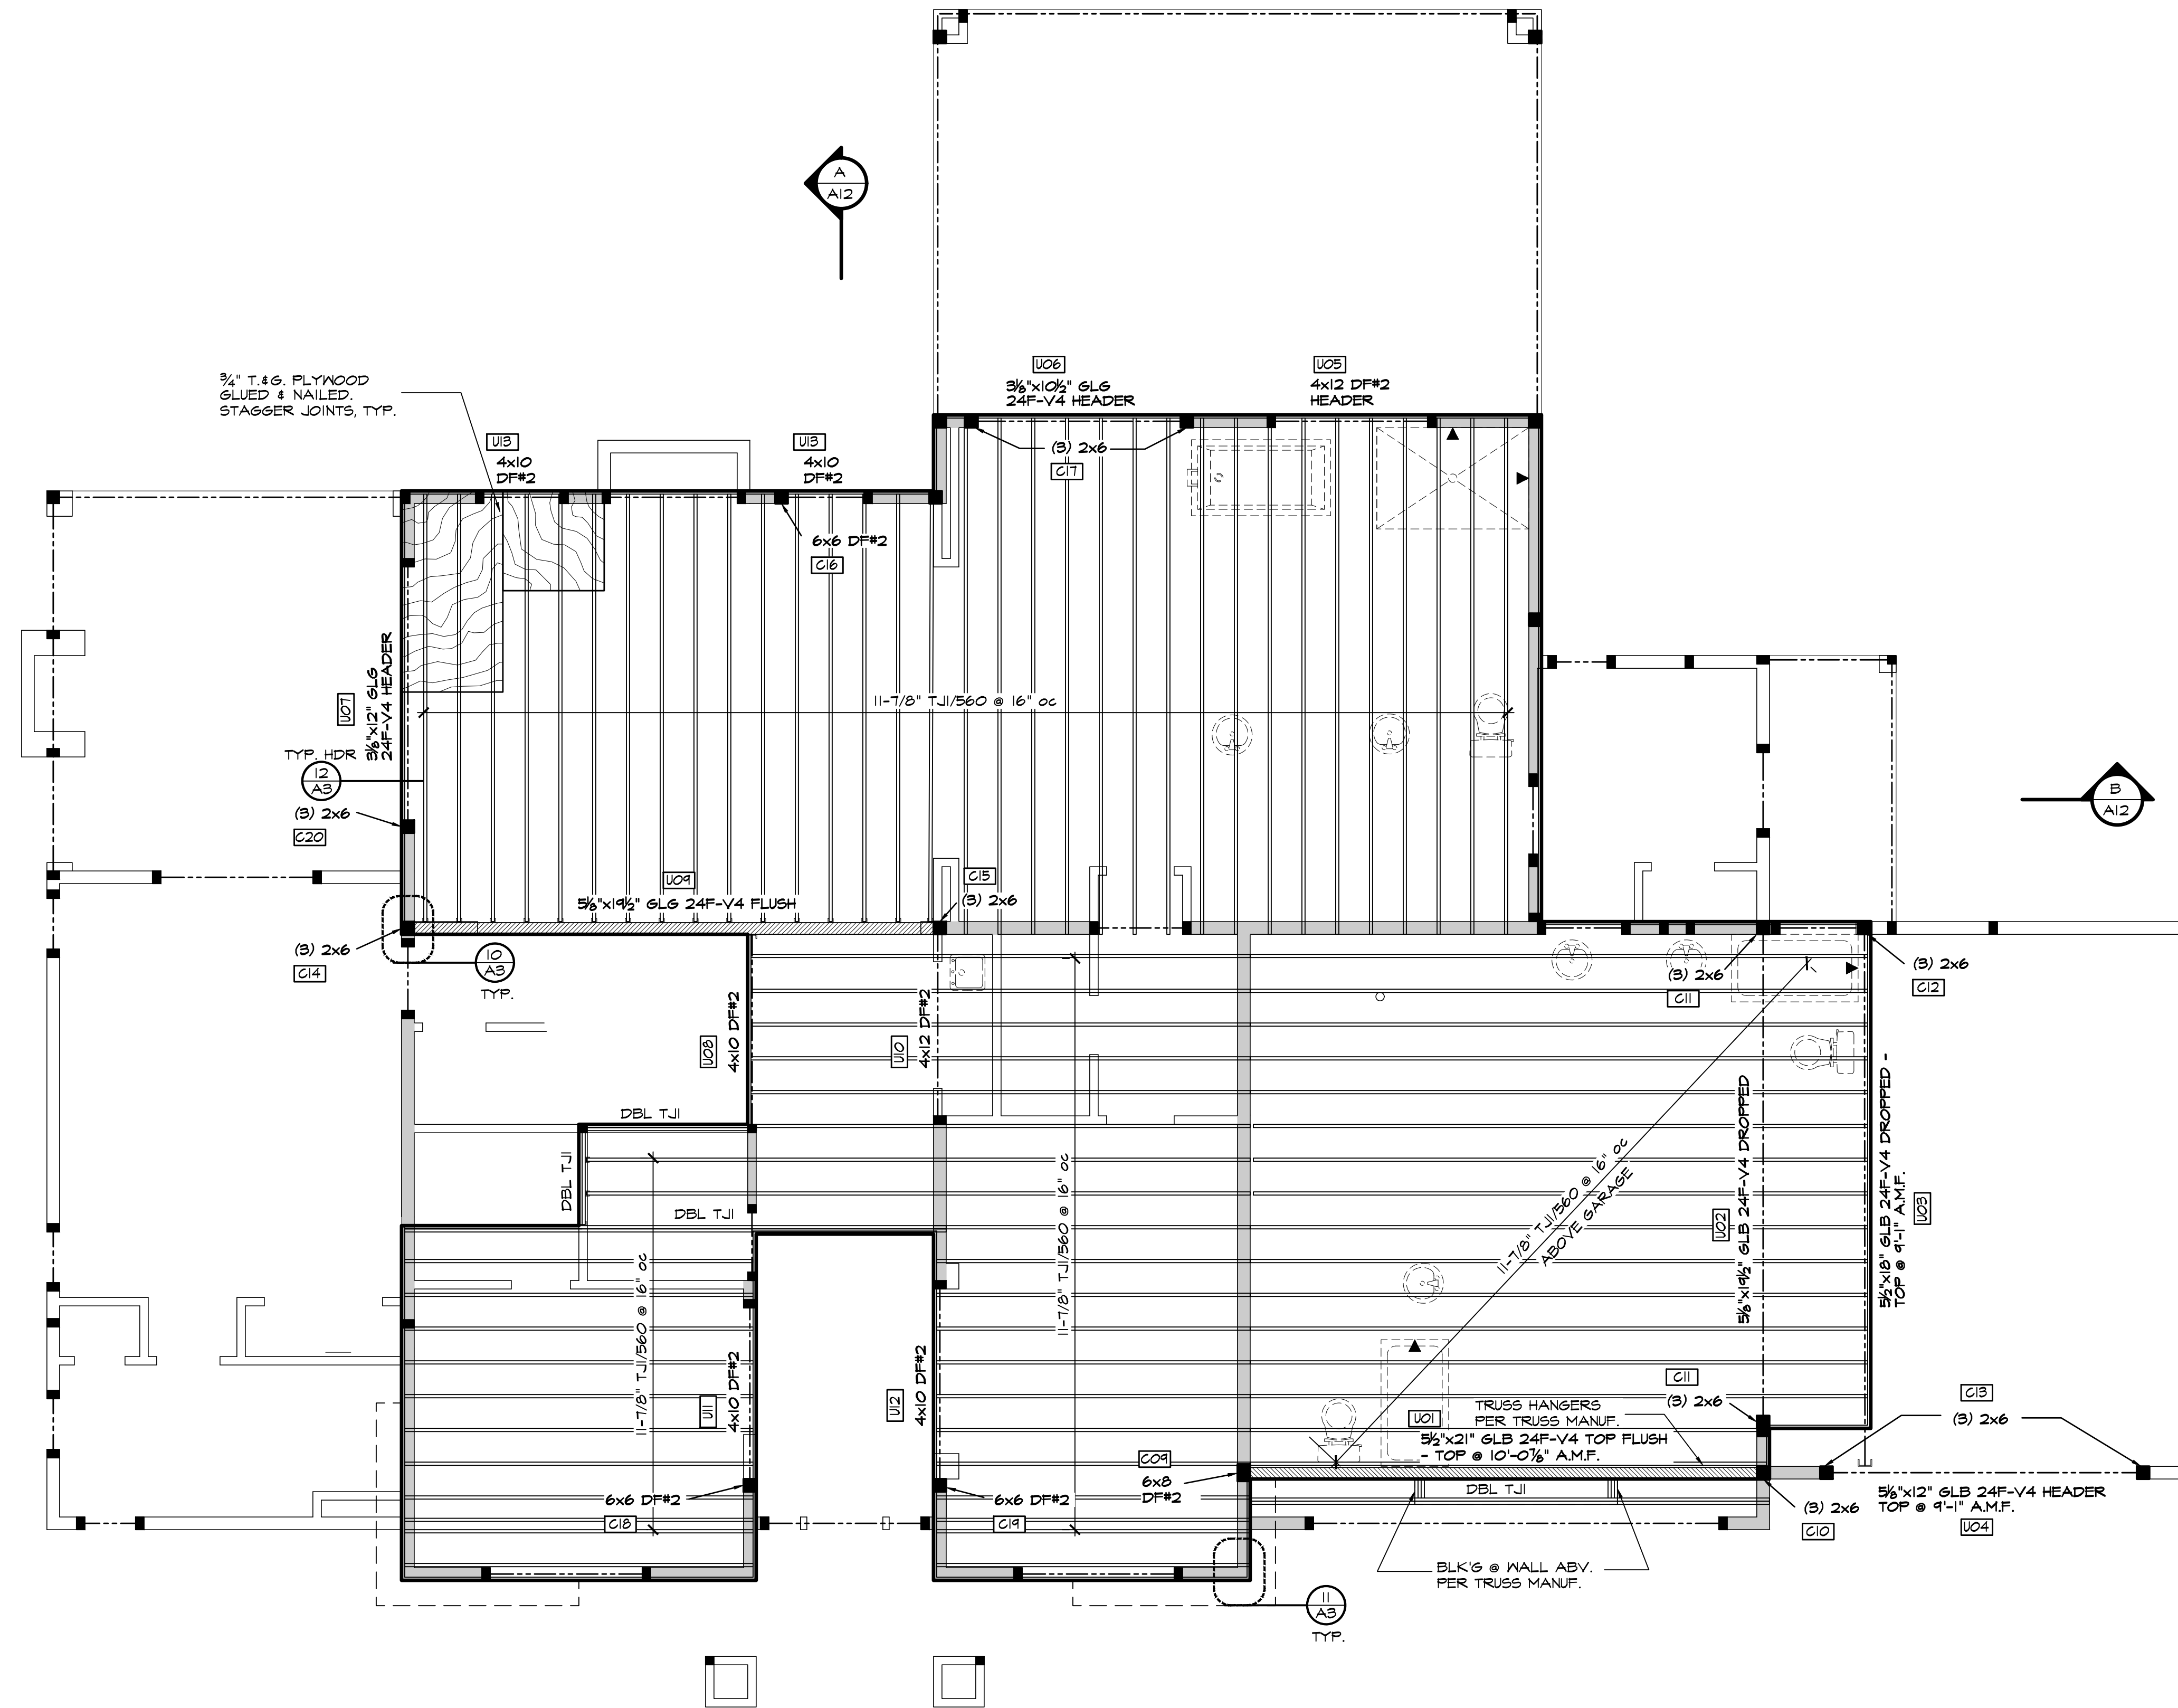 A
A12
3/4" T.&G. PLYWOOD
GLUED & NAILED.
STAGGER JOINTS, TYP.
U06
3⅛"x10½" GLG
24F-V4 HEADER
U05
4x12 DF#2
HEADER
U13
4x10
DF#2
U13
4x10
DF#2
(3) 2x6
C17
6x6 DF#2
C16
U07
3⅛"x12" GLG
24F-V4 HEADER
11-7/8" TJI/560 @ 16" oc
TYP. HDR
12
A3
(3) 2x6
C20
B
A12
U09
5⅛"x19½" GLG 24F-V4 FLUSH
C15
(3) 2x6
(3) 2x6
C14
10
A3
TYP.
(3) 2x6
C11
(3) 2x6
C12
U08
4x10 DF#2
U10
4x12 DF#2
DBL TJI
DBL TJI
DBL TJI
11-7/8" TJI/560 @ 16" oc
11-7/8" TJI/560 @ 16" oc
11-7/8" TJI/560 @ 16" oc
ABOVE GARAGE
U02
5⅛"x19½" GLB 24F-V4 DROPPED
5½"x18" GLB 24F-V4 DROPPED -
TOP @ 9'-1" A.M.F.
U03
U11
4x10 DF#2
U12
4x10 DF#2
C11
(3) 2x6
TRUSS HANGERS
PER TRUSS MANUF.
U01
5½"x21" GLB 24F-V4 TOP FLUSH
- TOP @ 10'-0⅞" A.M.F.
C13
(3) 2x6
C09
6x8
DF#2
6x6 DF#2
C18
6x6 DF#2
C19
DBL TJI
(3) 2x6
C10
5⅛"x12" GLB 24F-V4 HEADER
TOP @ 9'-1" A.M.F.
U04
BLK'G @ WALL ABV.
PER TRUSS MANUF.
11
A3
TYP.